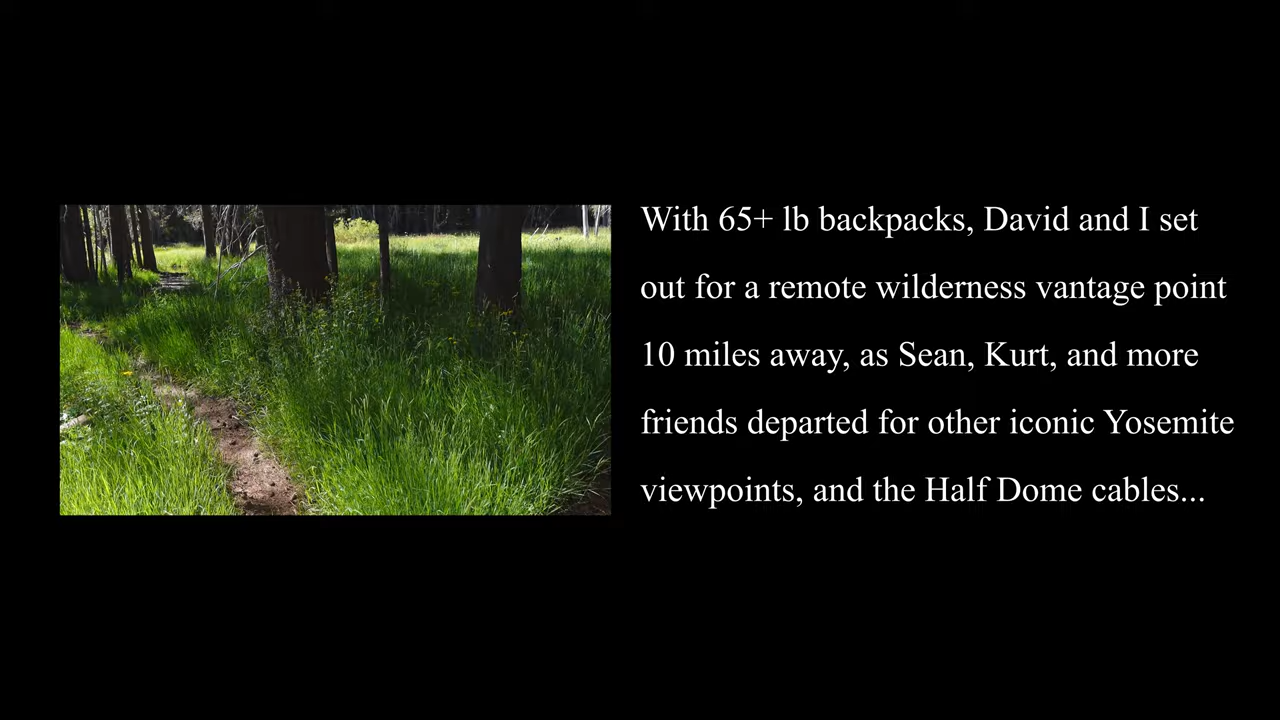 With 65+ lb backpacks, David and I set
out for a remote wilderness vantage point
10 miles away, as Sean, Kurt, and more
friends departed for other iconic Yosemite
viewpoints, and the Half Dome cables...